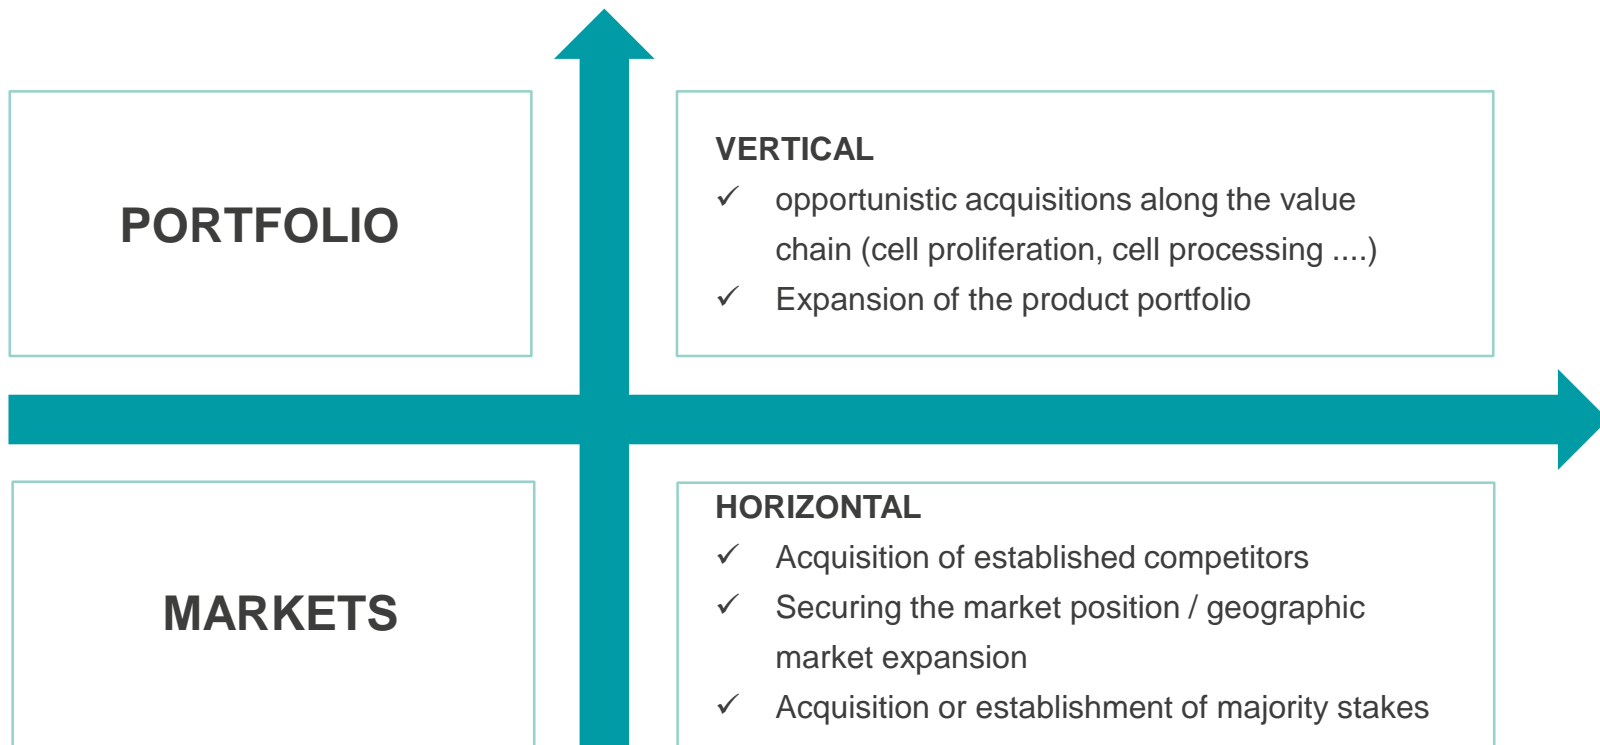 PORTFOLIO
VERTICAL
✓ opportunistic acquisitions along the value
chain (cell proliferation, cell processing ....)
✓ Expansion of the product portfolio
MARKETS
HORIZONTAL
✓ Acquisition of established competitors
✓ Securing the market position / geographic
market expansion
✓ Acquisition or establishment of majority stakes